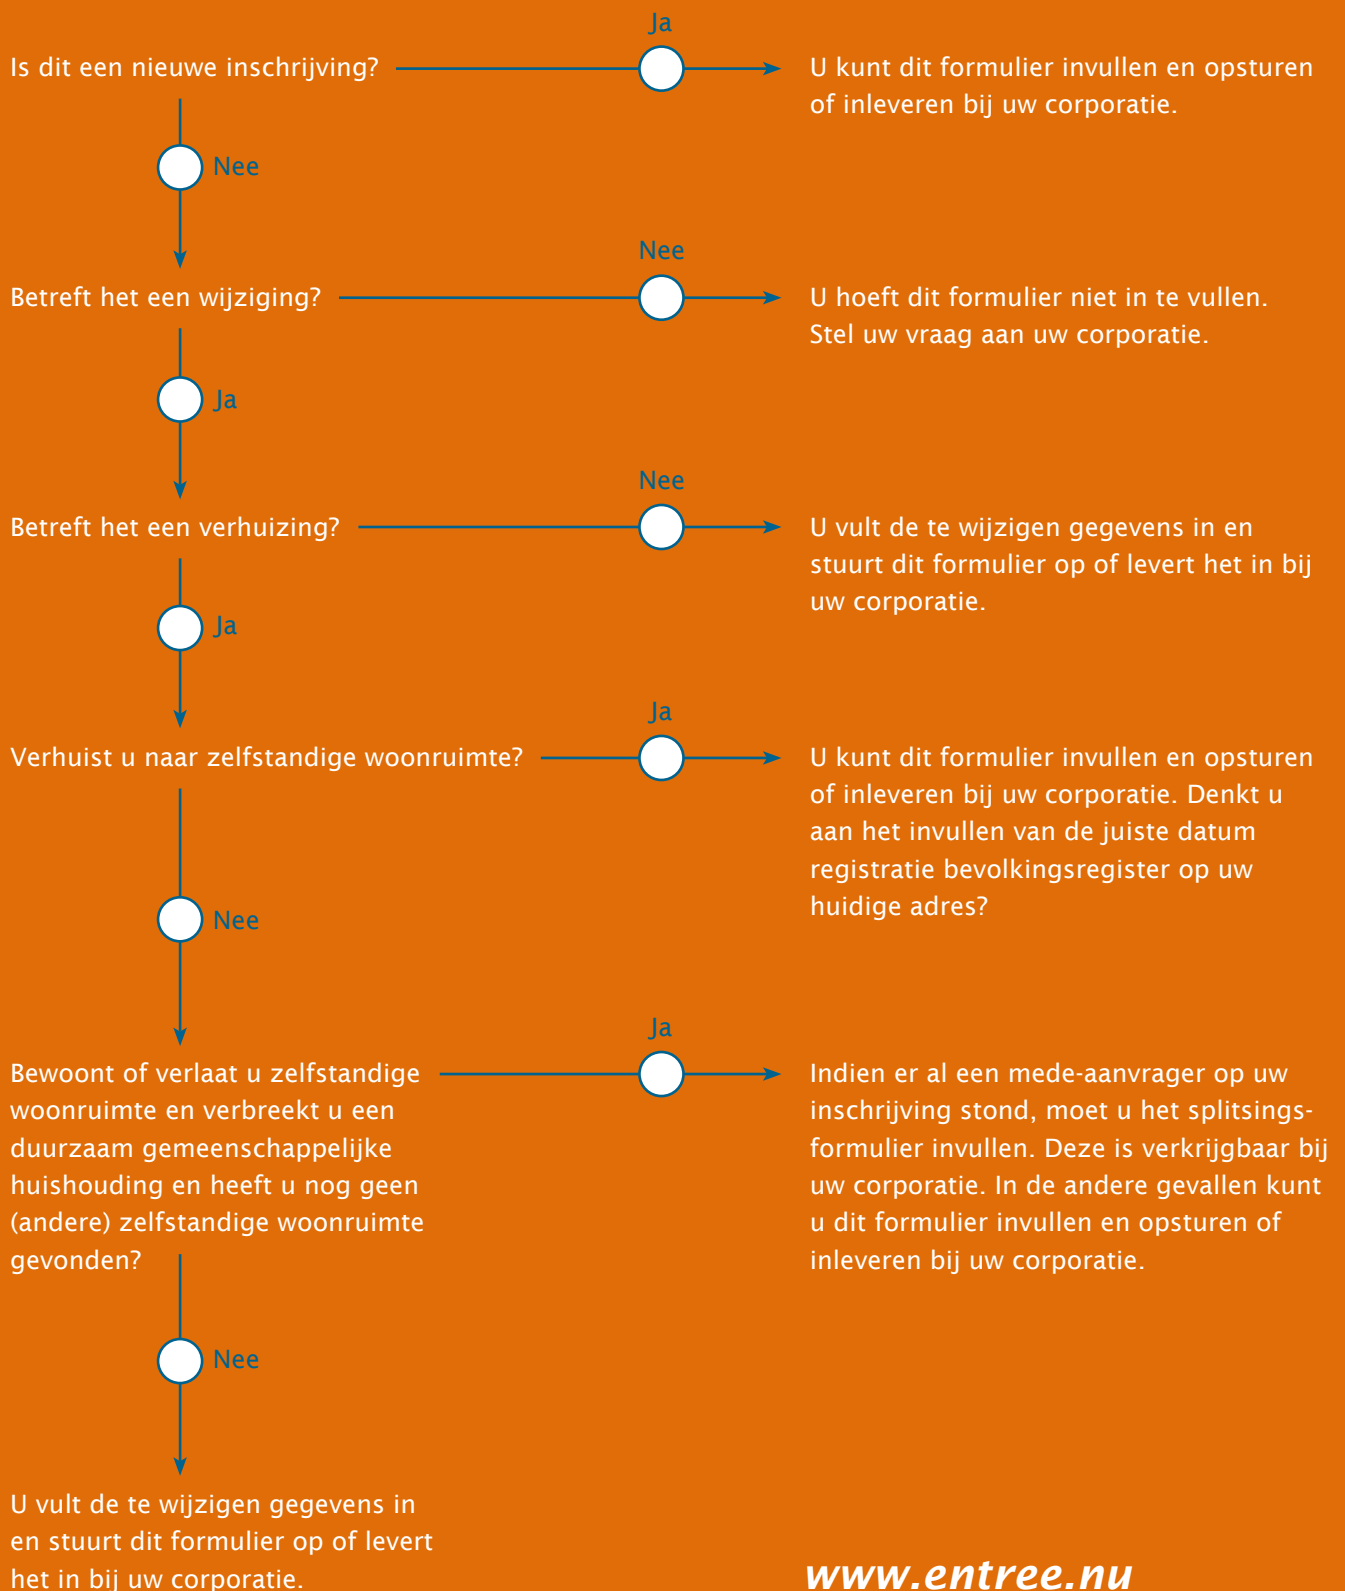 Ja
Is dit een nieuwe inschrijving?
U kunt dit formulier invullen en opsturen
of inleveren bij uw corporatie.
Nee
Nee
Betreft het een wijziging?
U hoeft dit formulier niet in te vullen.
Stel uw vraag aan uw corporatie.
Ja
Nee
Betreft het een verhuizing?
U vult de te wijzigen gegevens in en
stuurt dit formulier op of levert het in bij
uw corporatie.
Ja
Ja
Verhuist u naar zelfstandige woonruimte?
U kunt dit formulier invullen en opsturen
of inleveren bij uw corporatie. Denkt u
aan het invullen van de juiste datum
registratie bevolkingsregister op uw
huidige adres?
Nee
Ja
Bewoont of verlaat u zelfstandige
woonruimte en verbreekt u een
duurzaam gemeenschappelijke
huishouding en heeft u nog geen
(andere) zelfstandige woonruimte
gevonden?
Indien er al een mede-aanvrager op uw
inschrijving stond, moet u het splitsings-
formulier invullen. Deze is verkrijgbaar bij
uw corporatie. In de andere gevallen kunt
u dit formulier invullen en opsturen of
inleveren bij uw corporatie.
Nee
U vult de te wijzigen gegevens in
en stuurt dit formulier op of levert
het in bij uw corporatie.
www.entree.nu